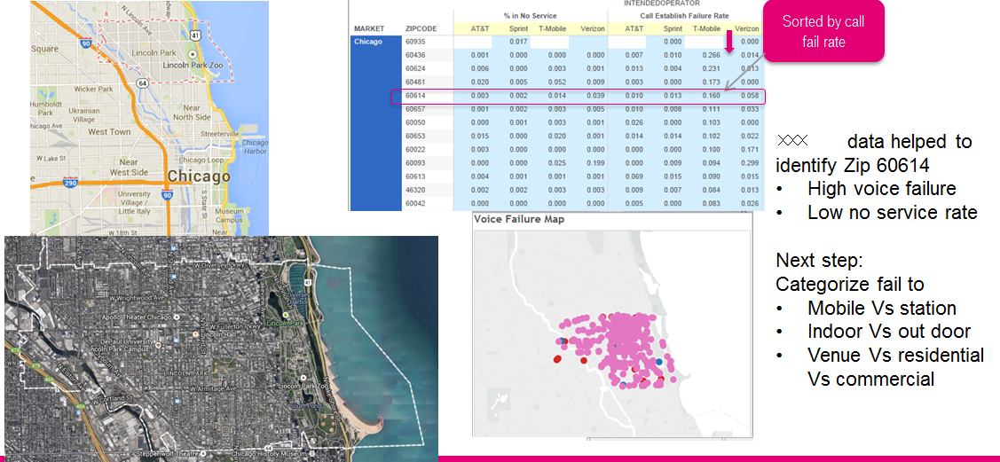 N Lincoln Ave
41
90
Square
Lincoln Park
Lincoln Park Zoo
64
Wicker Park
Humboldt
Park
Ukrainian
Village
Near
North Side
hicago Ave
West Town
Streeterville
Chicago
Harbor
W Lake St
Chicago Loop
Near
West Side
Chicago
290
University
Village /
Little Italy
S State St
Museum
Campus
W 18th St
INTENDEDOPERATOR
% in No Service Call Establish Failure Rate
MARKET ZIPCODE AT&T Sprint T-Mobile Verizon AT&T Sprint T-Mobile Verizon
Chicago 60935 0.017 0.000 0.000
60436 0.001 0.000 0.000 0.000 0.007 0.010 0.266 0.014
60624 0.006 0.000 0.003 0.001 0.013 0.004 0.231 0.013
60481 0.020 0.005 0.052 0.009 0.003 0.000 0.173 0.000
60614 0.003 0.002 0.014 0.039 0.010 0.013 0.160 0.058
60657 0.001 0.002 0.003 0.005 0.010 0.008 0.111 0.033
60050 0.000 0.001 0.003 0.001 0.026 0.000 0.103 0.000
60653 0.015 0.000 0.020 0.001 0.014 0.014 0.102 0.022
60022 0.003 0.000 0.000 0.000 0.000 0.000 0.100 0.171
60093 0.000 0.000 0.025 0.199 0.000 0.009 0.094 0.299
60613 0.004 0.001 0.001 0.001 0.069 0.015 0.090 0.015
46320 0.002 0.002 0.003 0.003 0.009 0.007 0.084 0.013
60042 0.000 0.000 0.000 0.000 0.005 0.000 0.083 0.026
Sorted by call
fail rate
XXX data helped to
identify Zip 60614
• High voice failure
• Low no service rate
Next step:
Categorize fail to
• Mobile Vs station
• Indoor Vs out door
• Venue Vs residential
Vs commercial
Voice Failure Map
W Diversey Pkwy
41
W Wrightwood Ave
Apollo Theater Chicago
Lincoln Park
W Fullerton Pkwy
Lincoln Hall
DePaul University
Lincoln Park Campus
LINCOLN PARK
W Armitage Ave
Lincoln Park Zoo
W Cortland St
Steppenwolf Theatre
Chicago History Museum